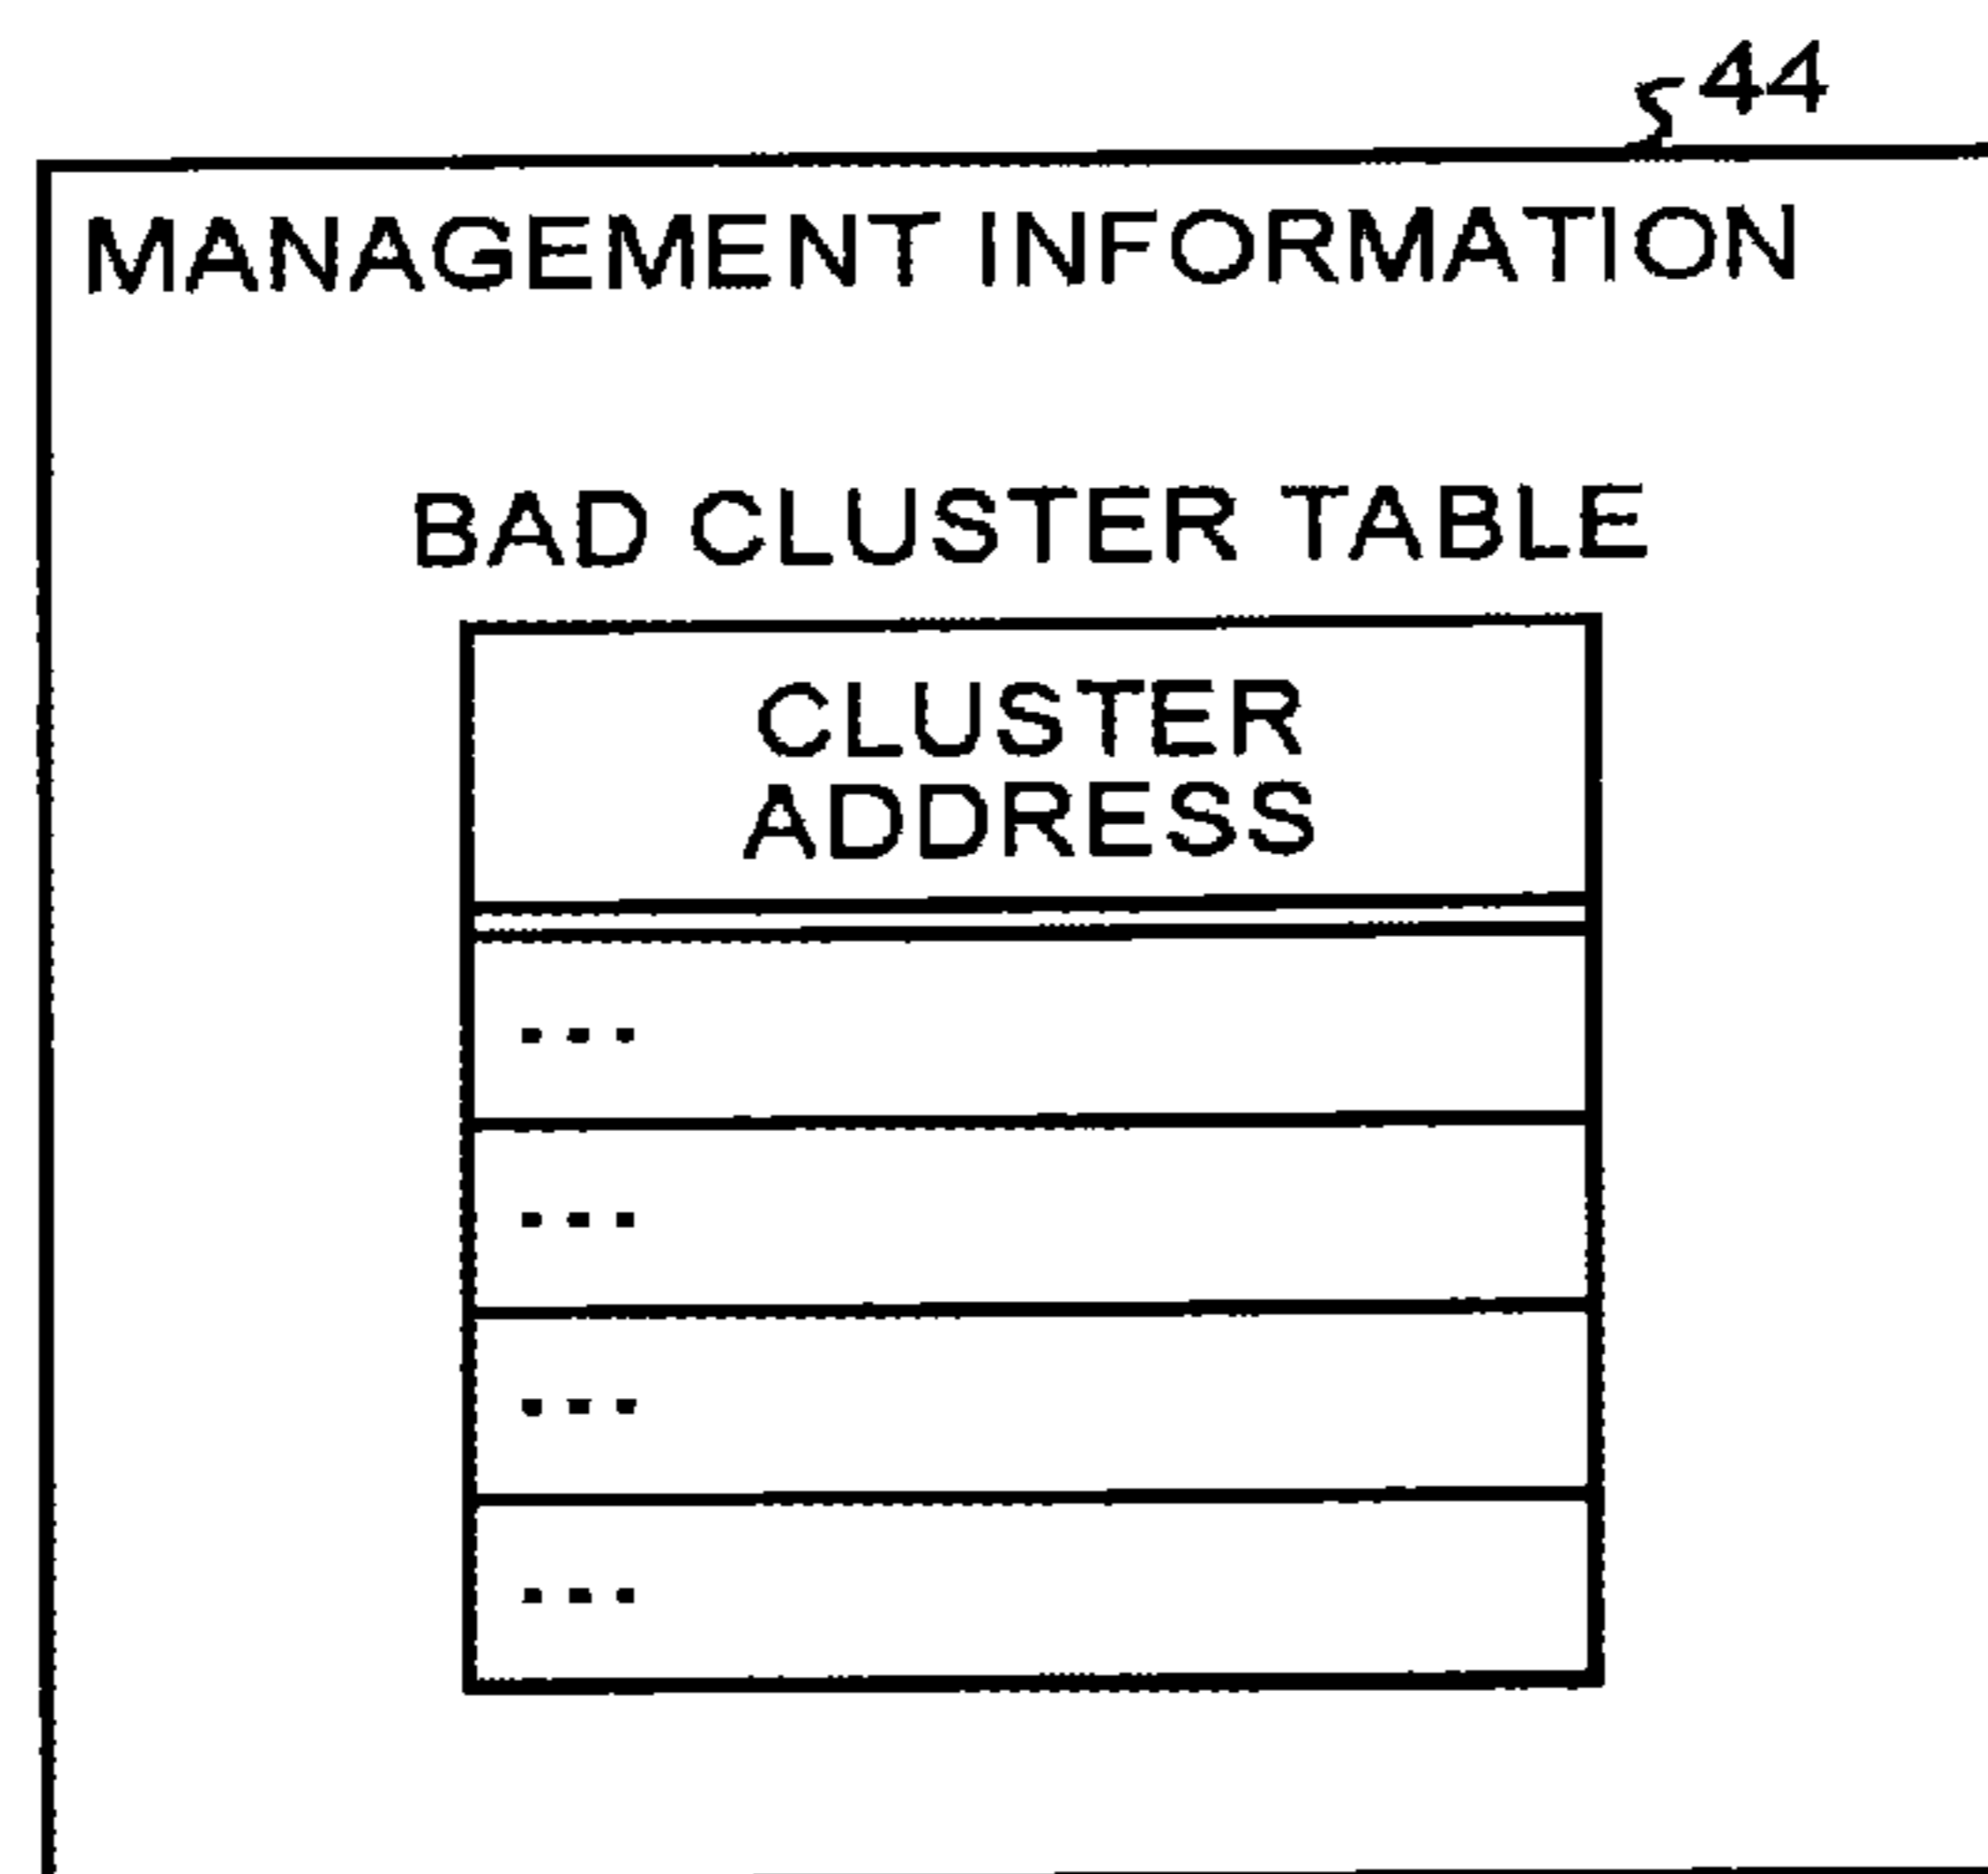 44
MANAGEMENT INFORMATION
BAD CLUSTER TABLE
CLUSTER
ADDRESS
...
...
...
...